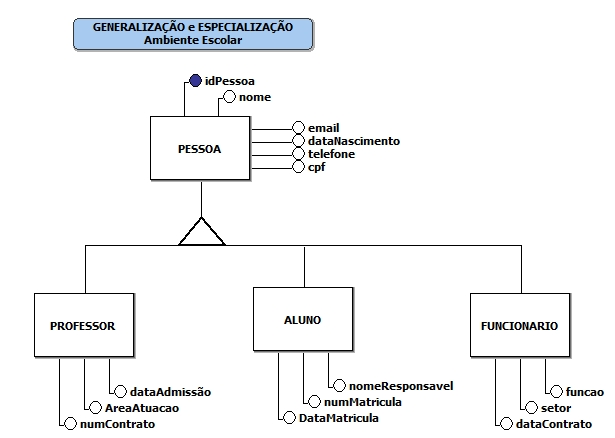 GENERALIZAÇÃO e ESPECIALIZAÇÃO
Ambiente Escolar
idPessoa
nome
PESSOA
email
dataNascimento
telefone
cpf
PROFESSOR
dataAdmissão
AreaAtuacao
numContrato
ALUNO
nomeResponsavel
numMatricula
DataMatricula
FUNCIONARIO
funcao
setor
dataContrato